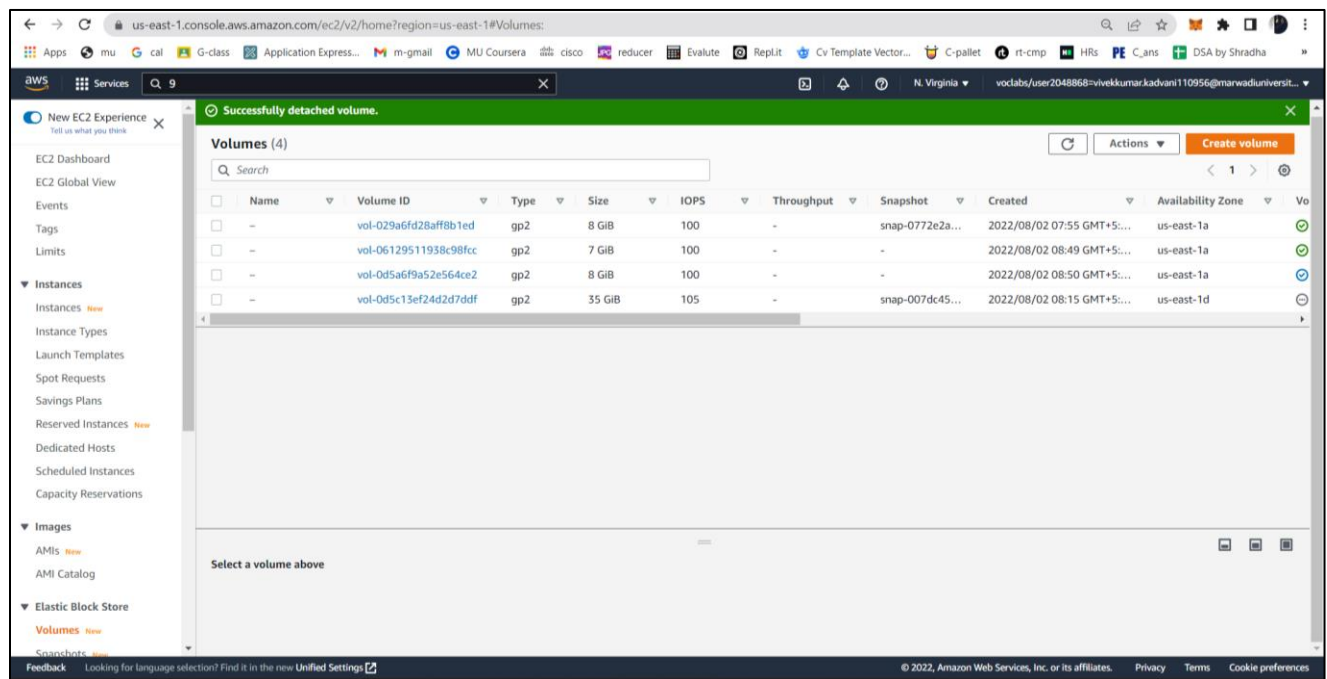 us-east-1.console.aws.amazon.com/ec2/v2/home?region=us-east-1#Volumes:
Apps mu G cal G-class Application Express... m-gmail MU Coursera cisco reducer Evalute Repl.it Cv Template Vector... C-pallet rt-cmp HRs C_ans DSA by Shradha »
aws Services 9 N. Virginia voclabs/user2048868=vivekkumar.kadvani110956@marwadiuniversit...
New EC2 Experience
Tell us what you think
EC2 Dashboard
EC2 Global View
Events
Tags
Limits
Instances
Instances New
Instance Types
Launch Templates
Spot Requests
Savings Plans
Reserved Instances New
Dedicated Hosts
Scheduled Instances
Capacity Reservations
Images
AMIs New
AMI Catalog
Elastic Block Store
Volumes New
Snapshots New
Successfully detached volume.
Volumes (4) Actions Create volume
Search 1
Name Volume ID Type Size IOPS Throughput Snapshot Created Availability Zone Vo
– vol-029a6fd28aff8b1ed gp2 8 GiB 100 - snap-0772e2a... 2022/08/02 07:55 GMT+5:... us-east-1a
– vol-06129511938c98fcc gp2 7 GiB 100 - - 2022/08/02 08:49 GMT+5:... us-east-1a
– vol-0d5a6f9a52e564ce2 gp2 8 GiB 100 - - 2022/08/02 08:50 GMT+5:... us-east-1a
– vol-0d5c13ef24d2d7ddf gp2 35 GiB 105 - snap-007dc45... 2022/08/02 08:15 GMT+5:... us-east-1d
Select a volume above
Feedback Looking for language selection? Find it in the new Unified Settings © 2022, Amazon Web Services, Inc. or its affiliates. Privacy Terms Cookie preferences